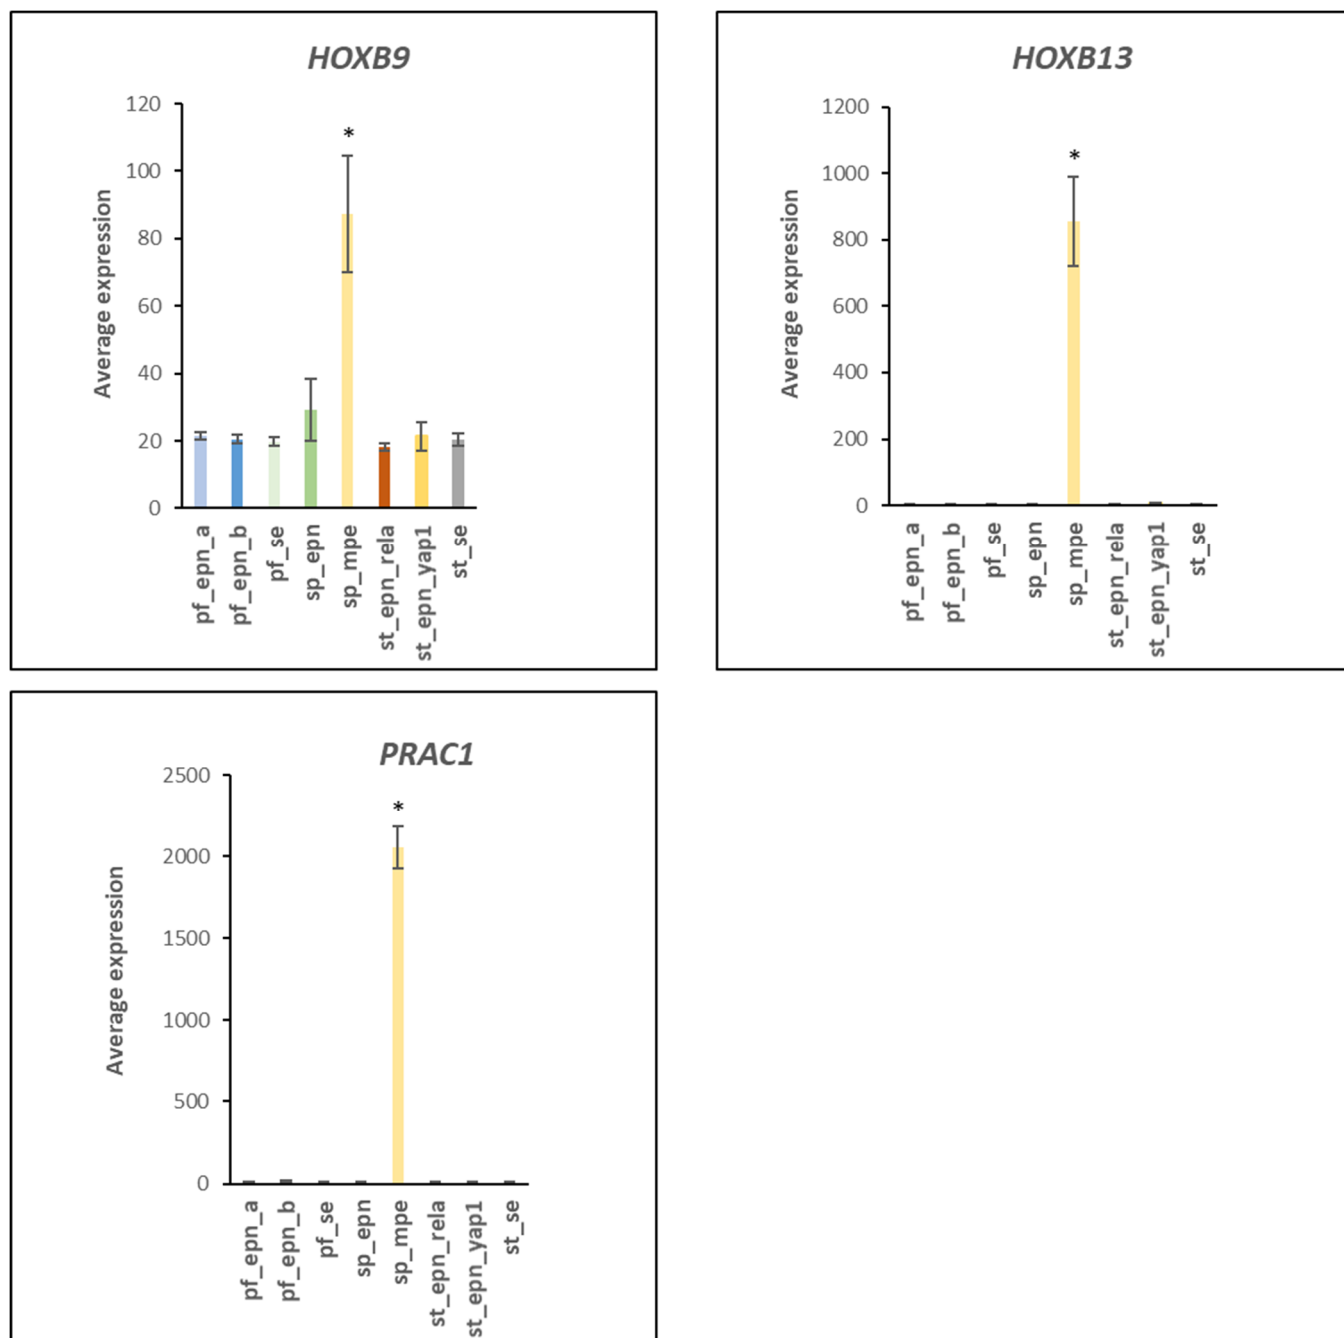 HOXB9
*
120
100
80
60
40
20
0
Average expression
pf_epn_a
pf_epn_b
pf_se
sp_epn
sp_mpe
st_epn_rela
st_epn_yap1
st_se
HOXB13
*
1200
1000
800
600
400
200
0
Average expression
pf_epn_a
pf_epn_b
pf_se
sp_epn
sp_mpe
st_epn_rela
st_epn_yap1
st_se
PRAC1
*
2500
2000
1500
1000
500
0
Average expression
pf_epn_a
pf_epn_b
pf_se
sp_epn
sp_mpe
st_epn_rela
st_epn_yap1
st_se